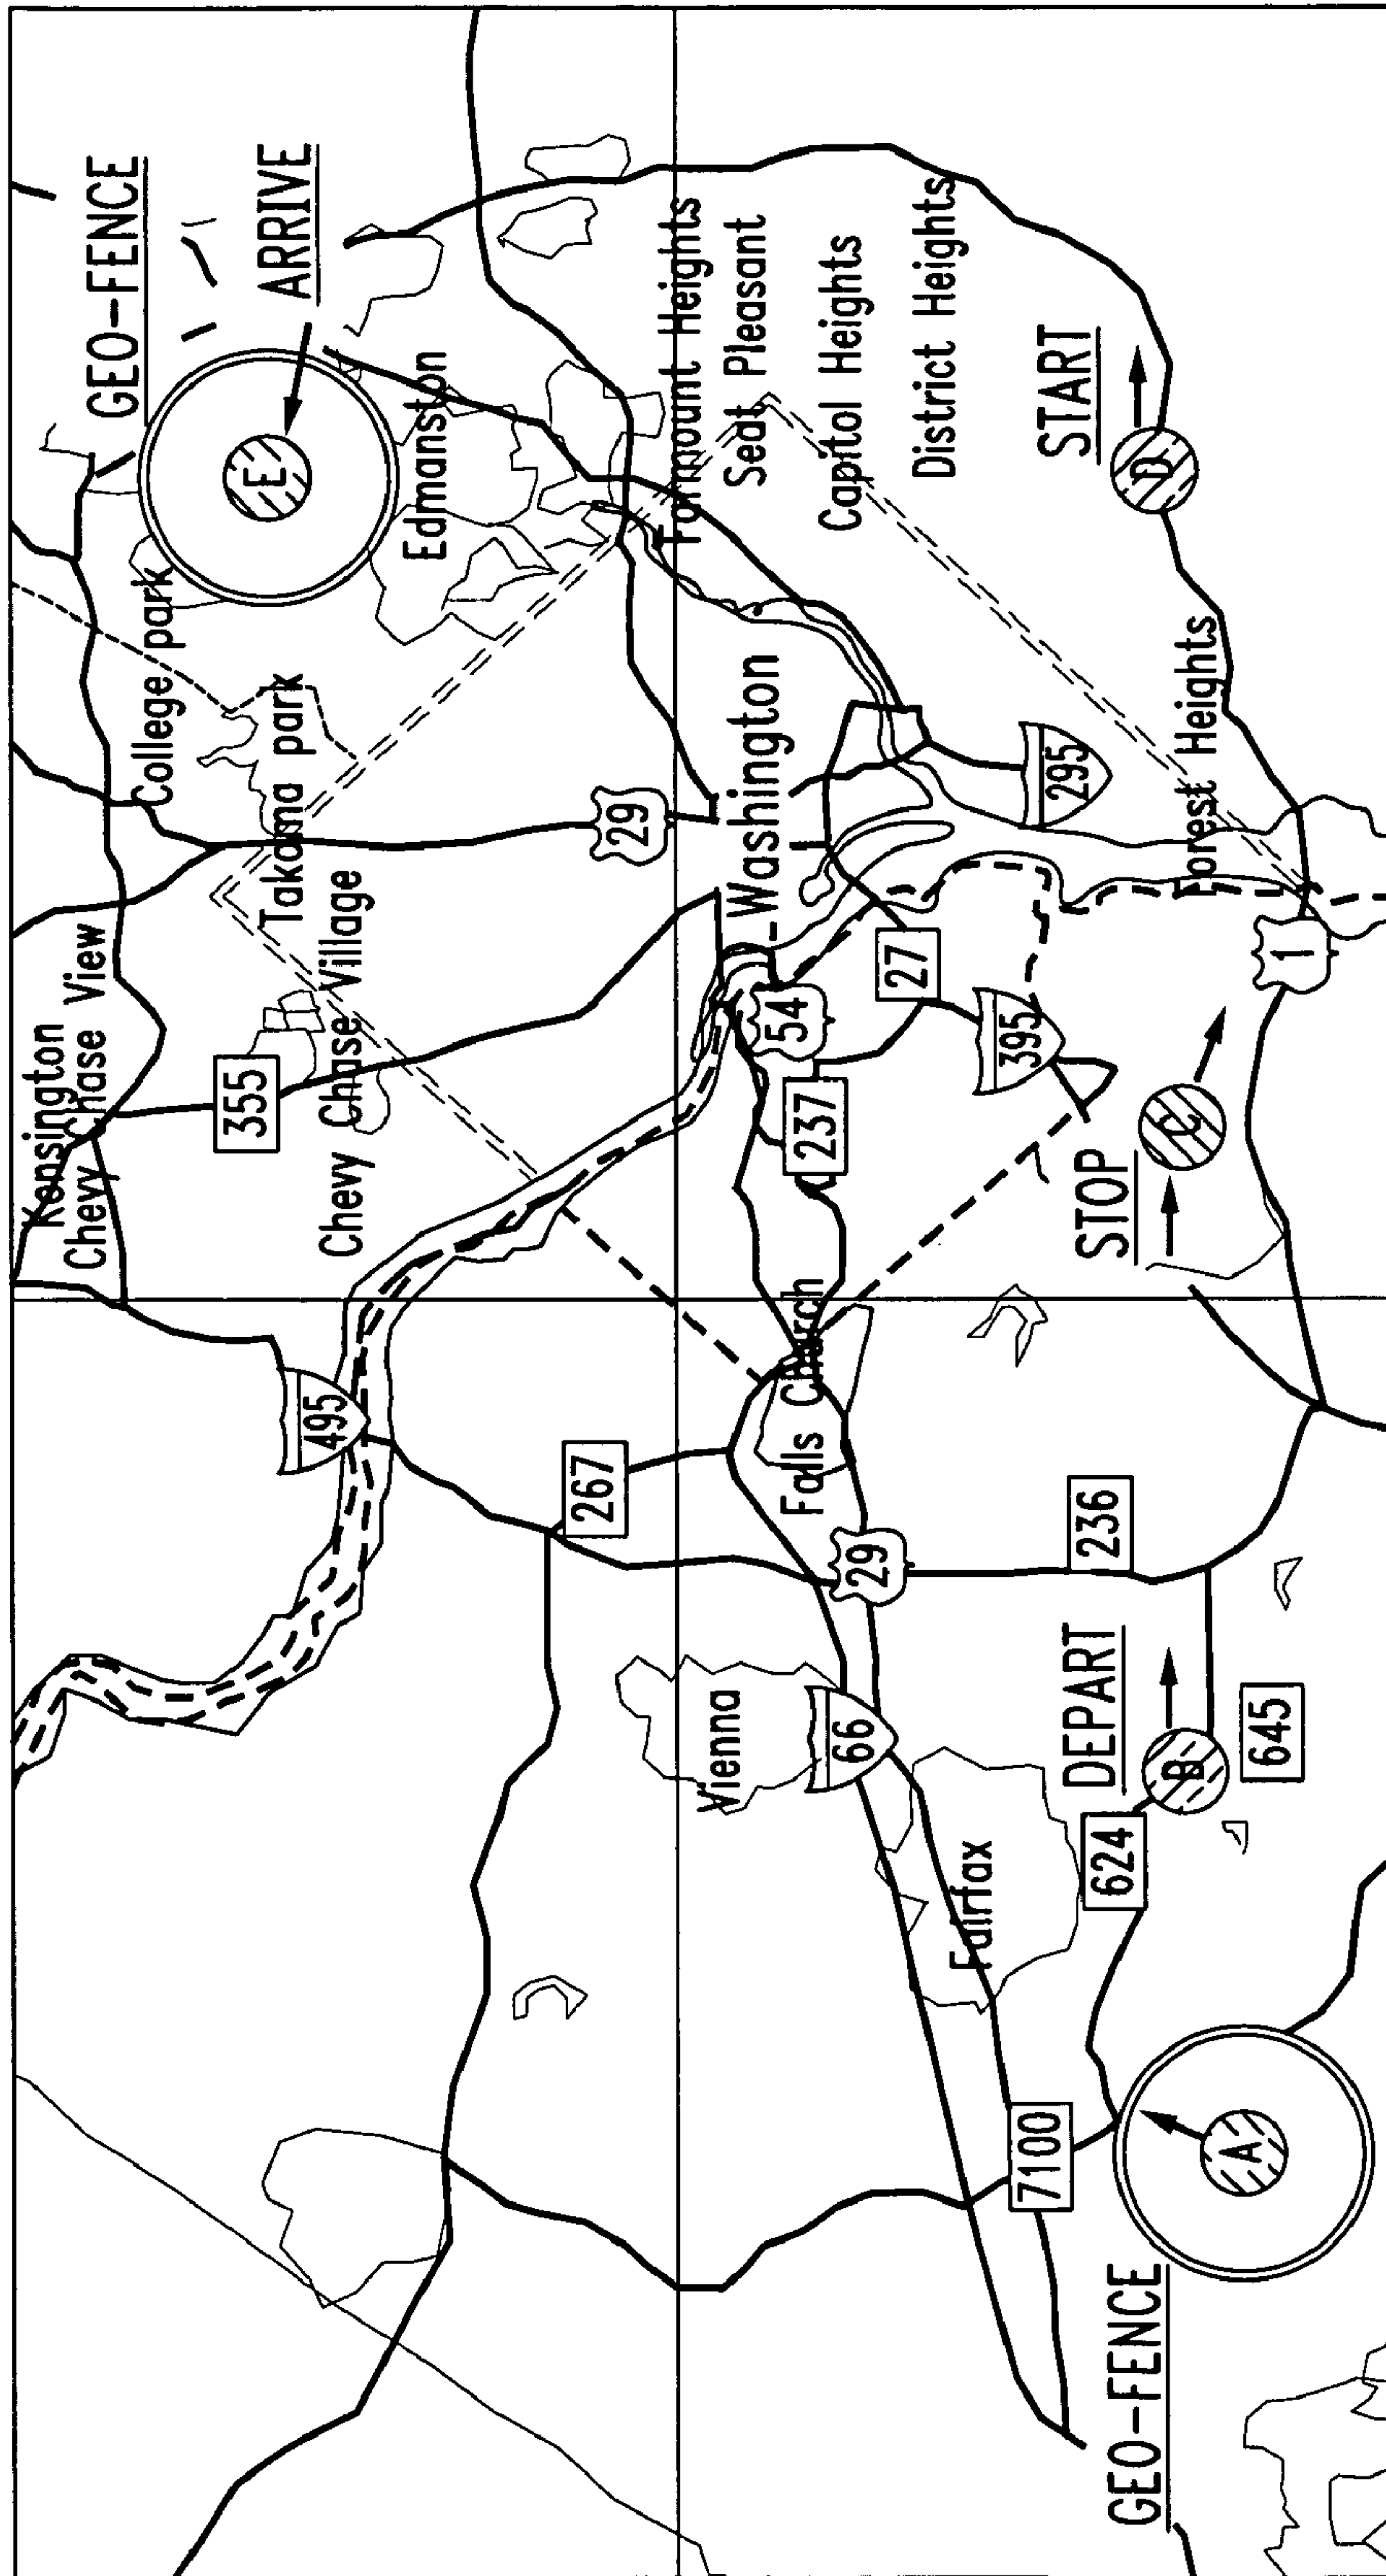 Konsington
Chevy Chase View
GEO-FENCE
College park
355
Takoma park
ARRIVE
E
495
Chevy Chase Village
Edmanston
267
29
Formount Heights
Vienna
Washington
Seat Pleasant
54
Falls Church
237
Capitol Heights
66
29
27
District Heights
Fairfax
395
295
START
7100
236
DEPART
STOP
624
GEO-FENCE
D
B
C
Forest Heights
A
645
1